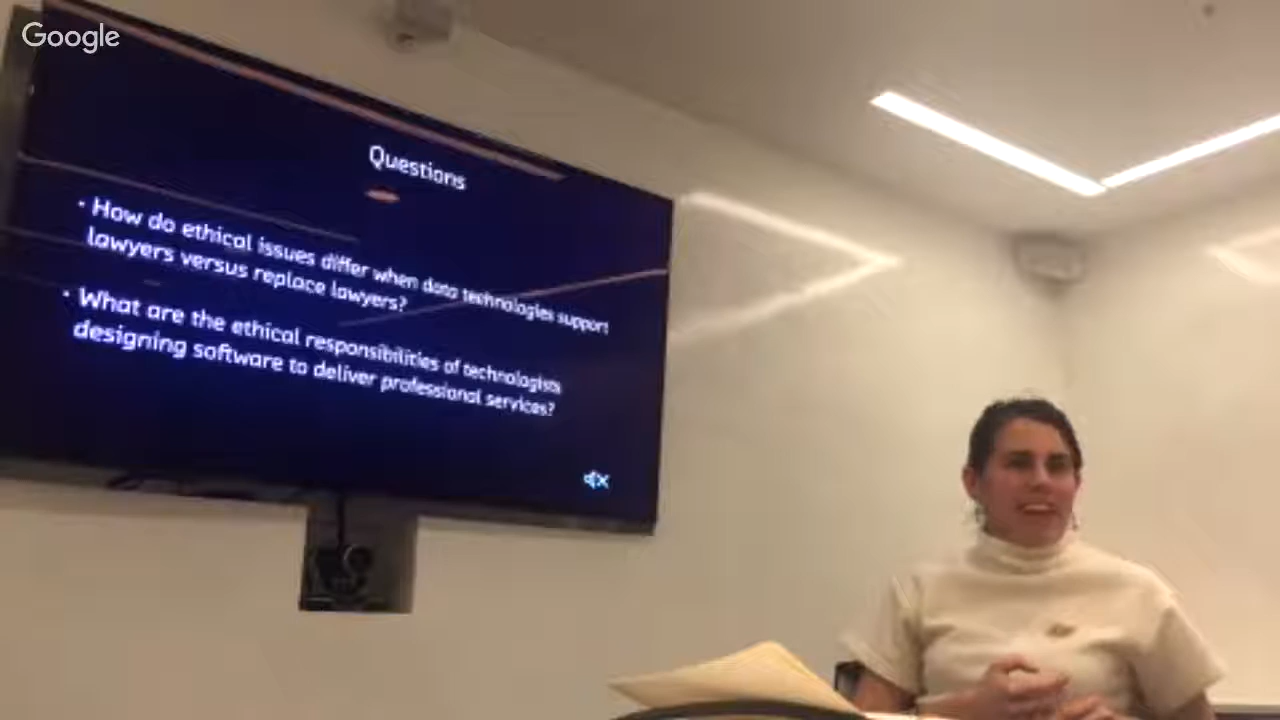 Google
Questions
• How do ethical issues differ when data technologies support
lawyers versus replace lawyers?
• What are the ethical responsibilities of technologists
designing software to deliver professional services?